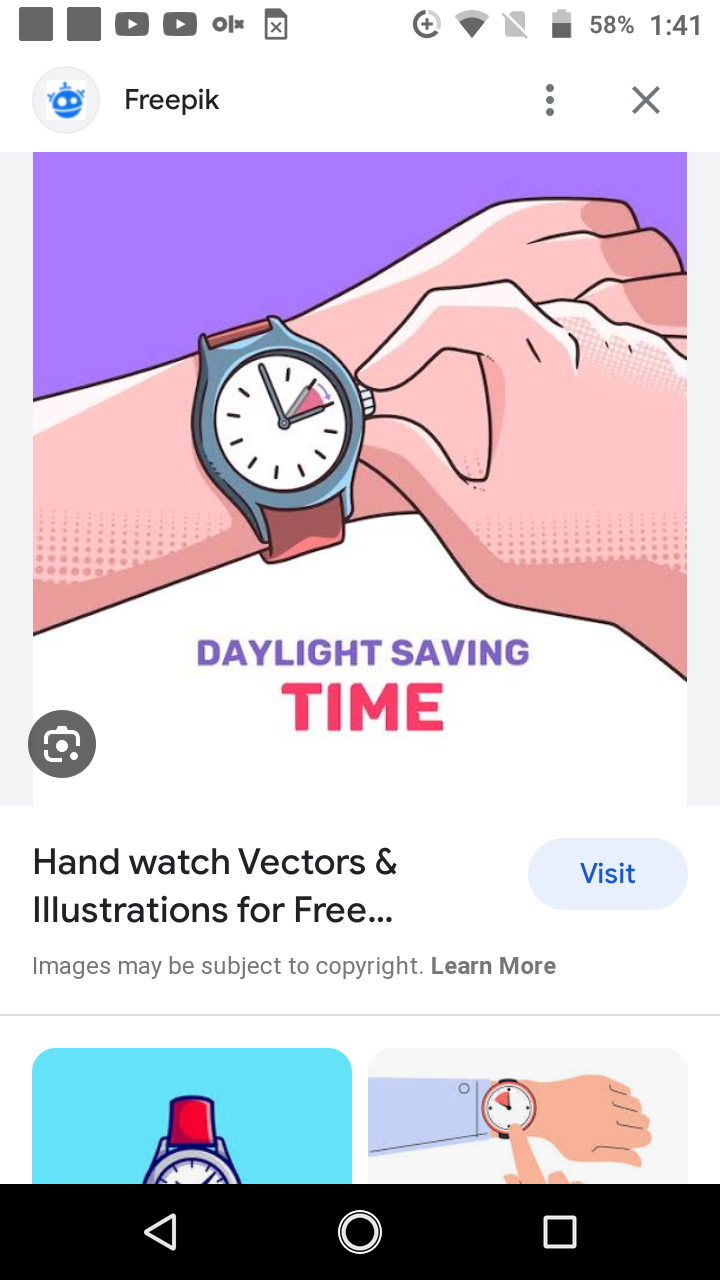 olx 58% 1:41
Freepik
DAYLIGHT SAVING
TIME
Hand watch Vectors &
Illustrations for Free...
Visit
Images may be subject to copyright. Learn More